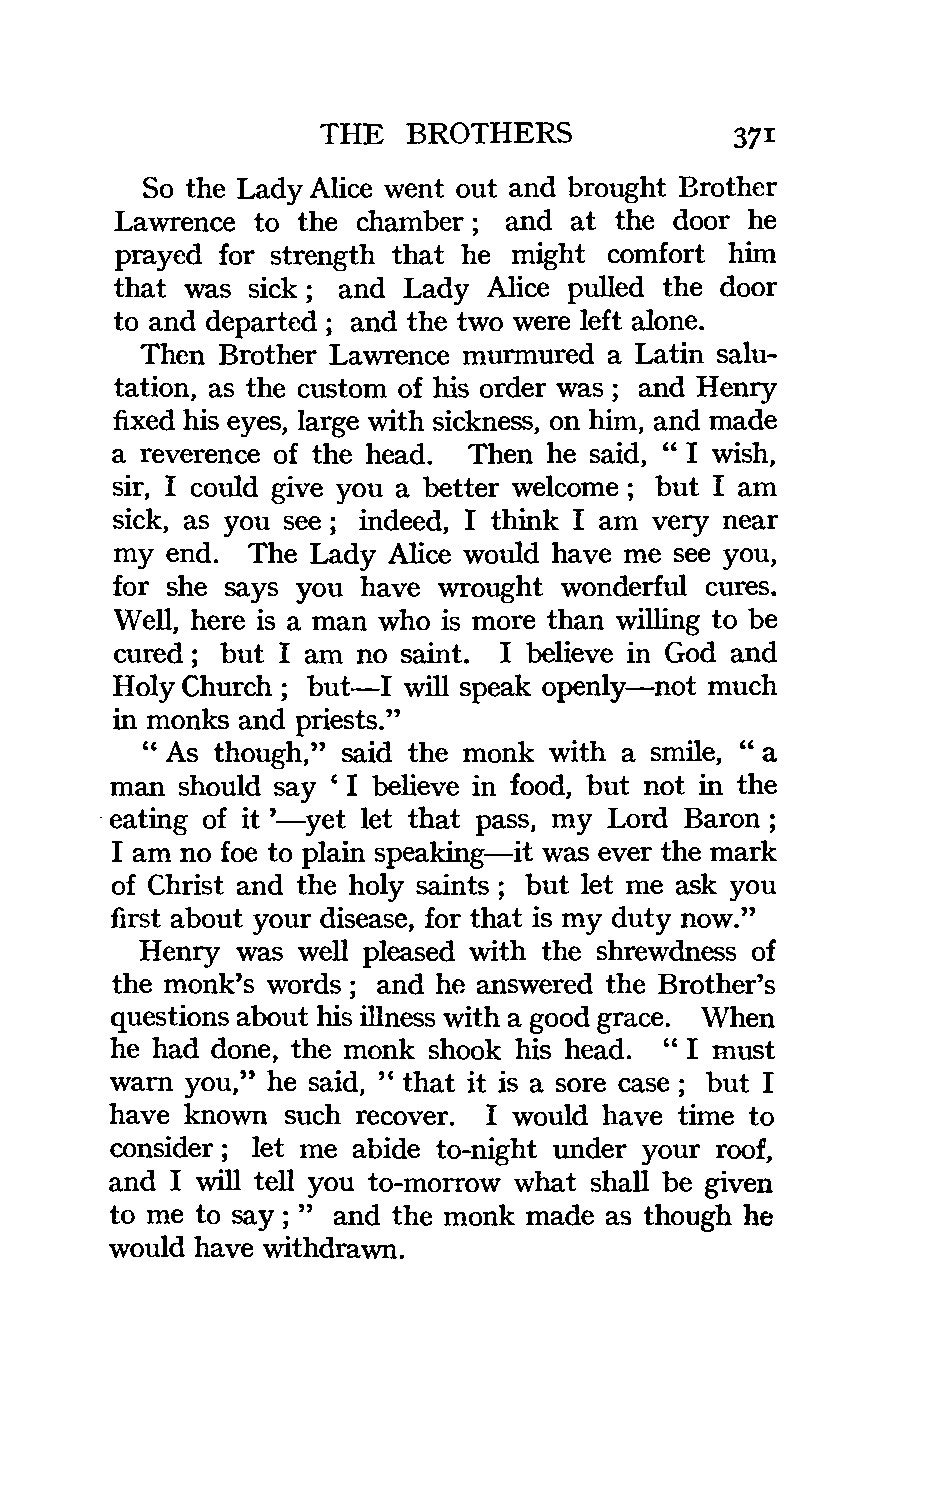 THE BROTHERS 371
So the Lady Alice went out and brought Brother
Lawrence to the chamber ; and at the door he
prayed for strength that he might comfort him
that was sick ; and Lady Alice pulled the door
to and departed ; and the two were left alone.
Then Brother Lawrence murmured a Latin salu-
tation, as the custom of his order was ; and Henry
fixed his eyes, large with sickness, on him, and made
a reverence of the head. Then he said, “ I wish,
sir, I could give you a better welcome ; but I am
sick, as you see ; indeed, I think I am very near
my end. The Lady Alice would have me see you,
for she says you have wrought wonderful cures.
Well, here is a man who is more than willing to be
cured ; but I am no saint. I believe in God and
Holy Church ; but—I will speak openly—not much
in monks and priests.”
“ As though,” said the monk with a smile, “ a
man should say ‘ I believe in food, but not in the
eating of it ’—yet let that pass, my Lord Baron ;
I am no foe to plain speaking—it was ever the mark
of Christ and the holy saints ; but let me ask you
first about your disease, for that is my duty now.”
Henry was well pleased with the shrewdness of
the monk’s words ; and he answered the Brother’s
questions about his illness with a good grace. When
he had done, the monk shook his head. “ I must
warn you,” he said, ” that it is a sore case ; but I
have known such recover. I would have time to
consider ; let me abide to-night under your roof,
and I will tell you to-morrow what shall be given
to me to say ; ” and the monk made as though he
would have withdrawn.